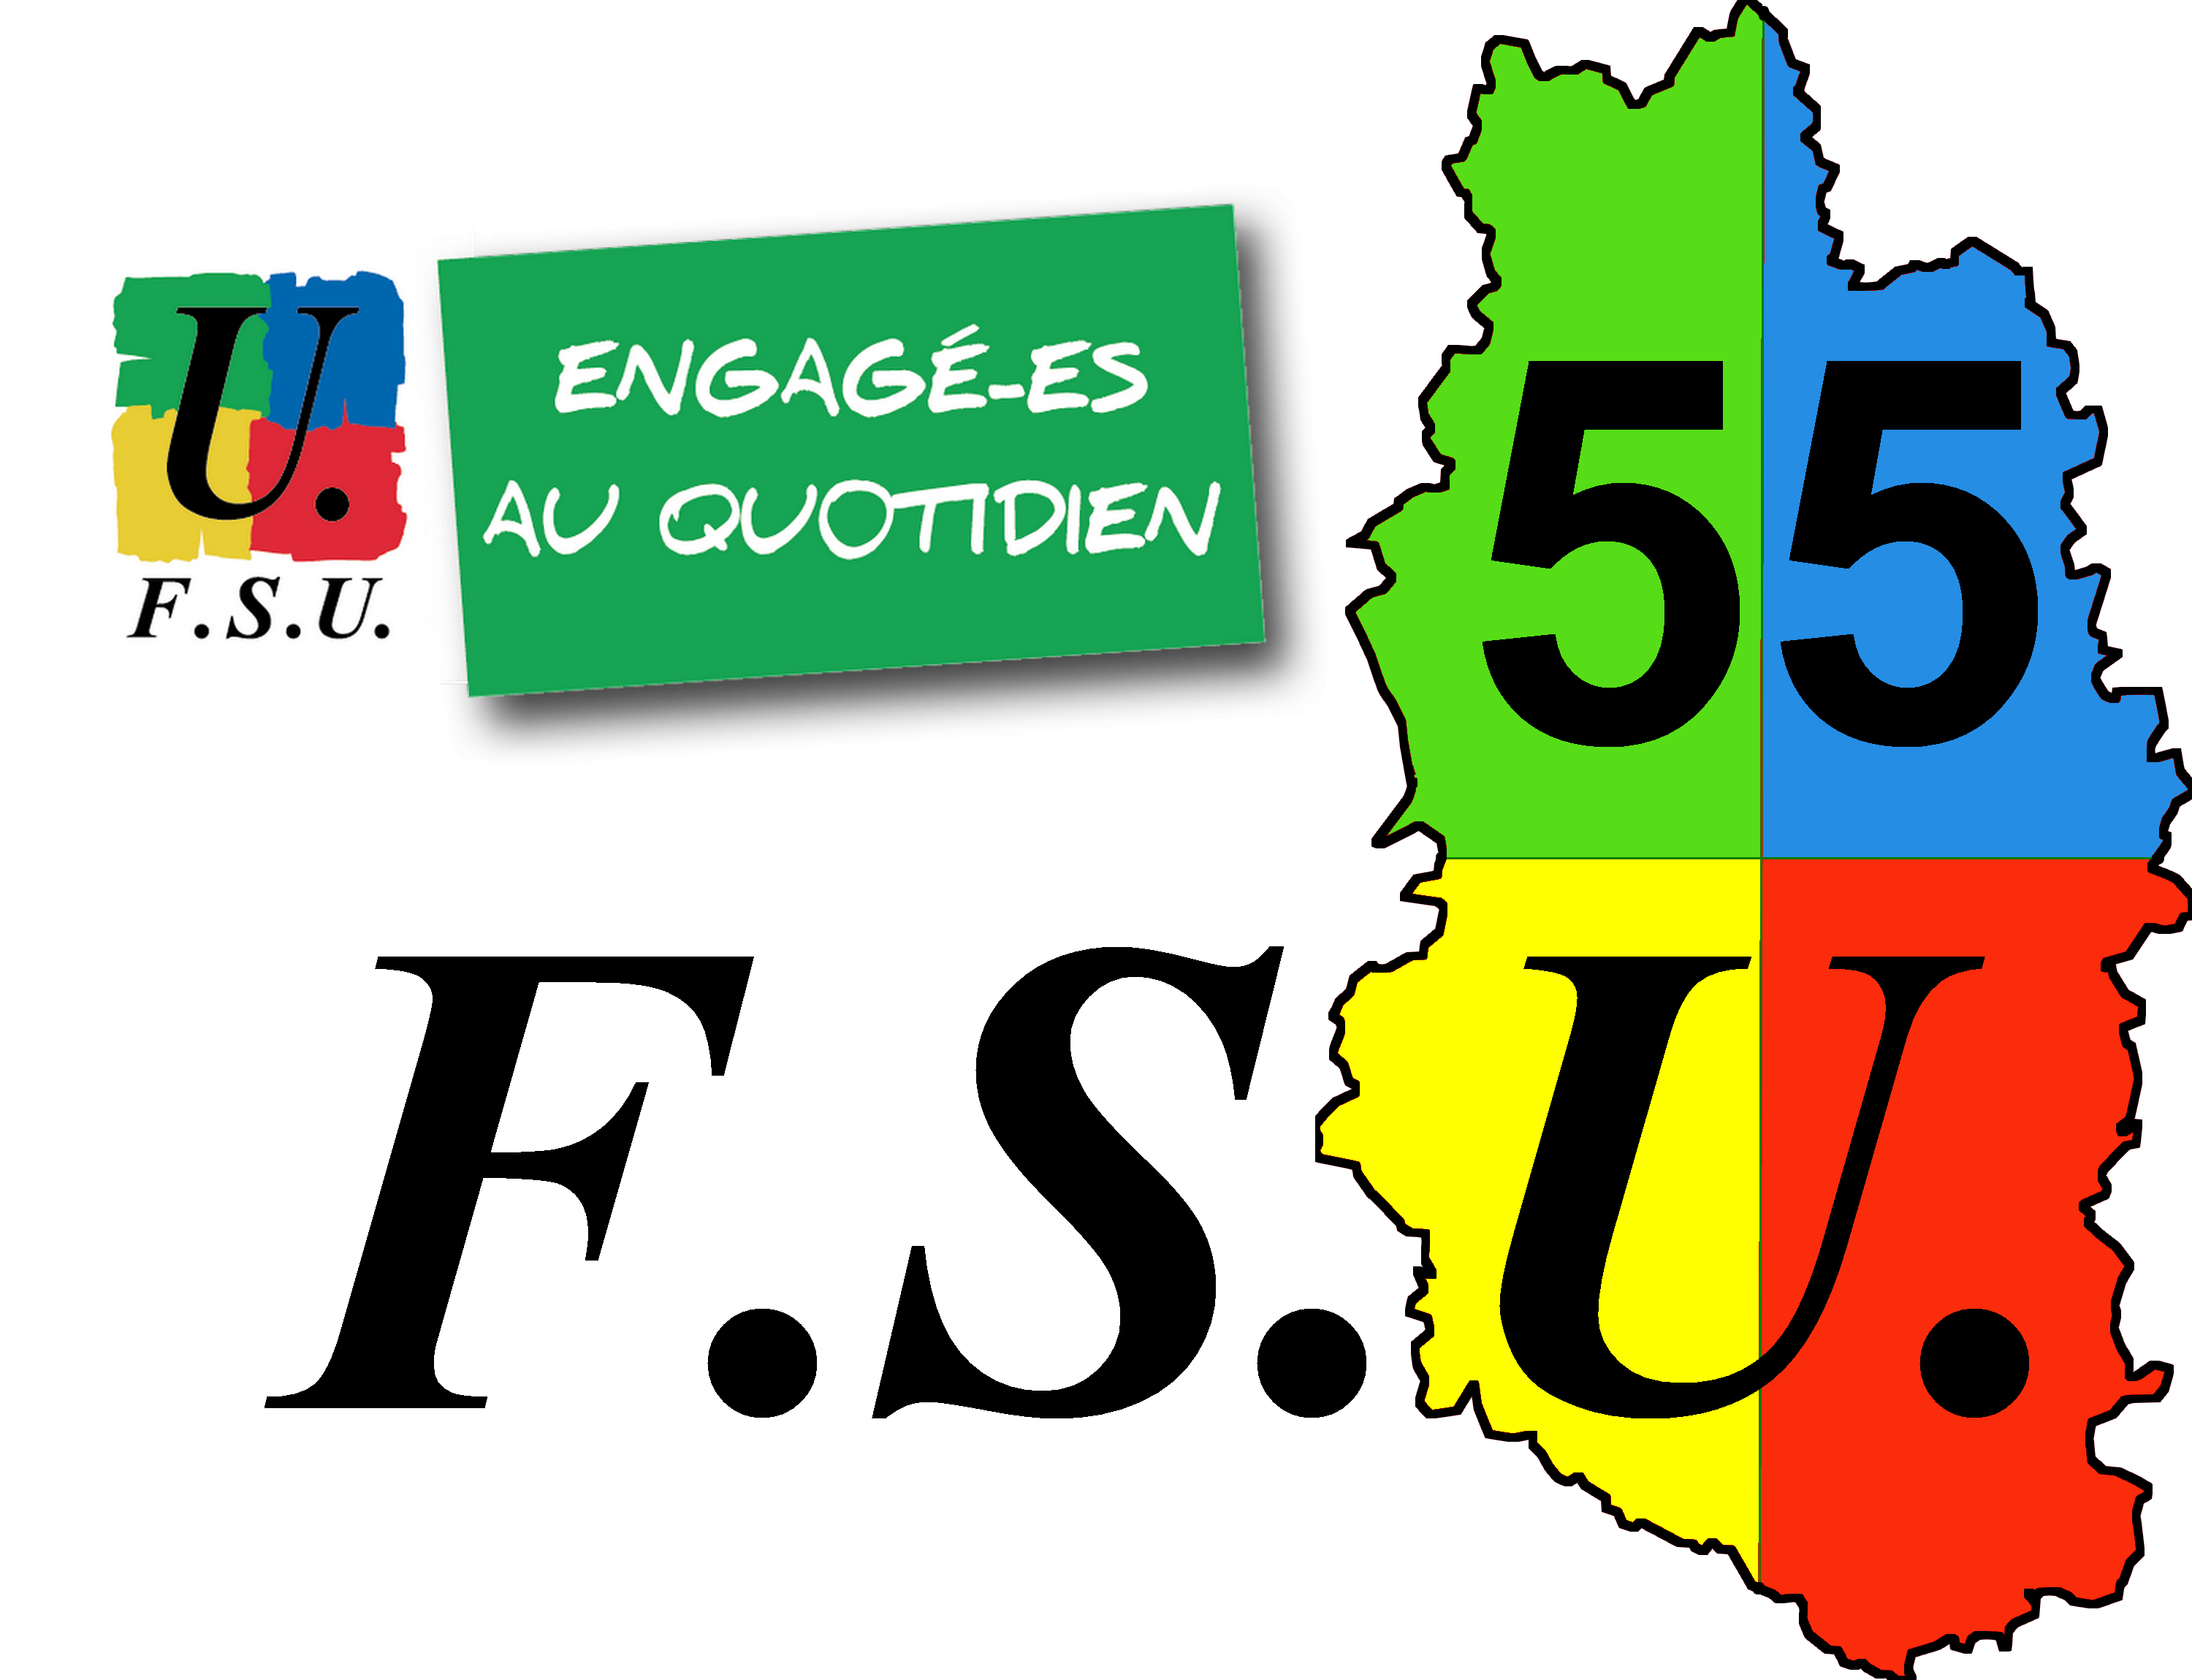 U.
F.S.U.
ENGAGÉ-ES
AU QUOTIDIEN
55
F.S.U.